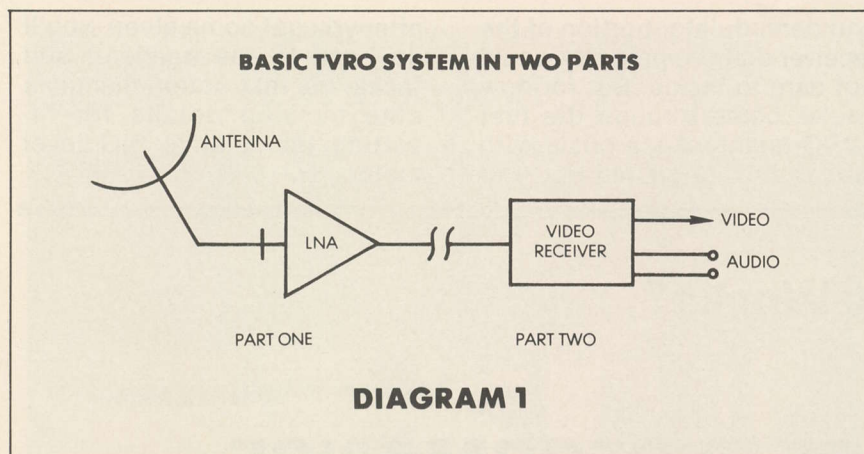 BASIC TVRO SYSTEM IN TWO PARTS
ANTENNA
LNA
VIDEO
RECEIVER
VIDEO
AUDIO
PART ONE
PART TWO
DIAGRAM 1